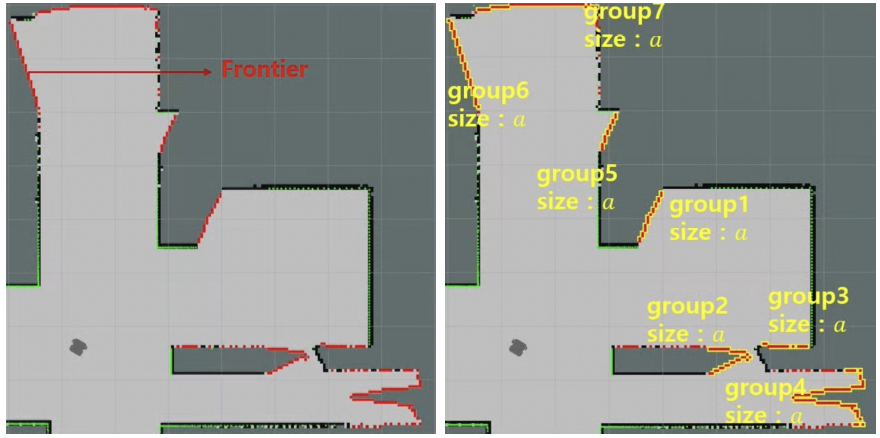 Frontier
group7
size : a
group6
size : a
group5
size : a
group1
size : a
group2
size : a
group3
size : a
group4
size : a